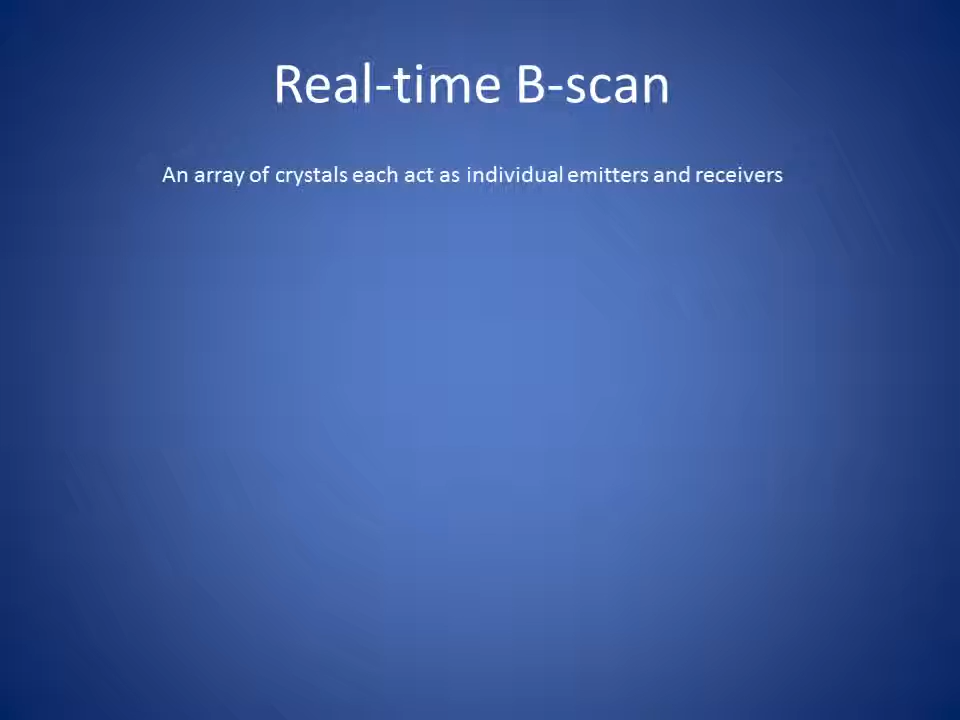 Real-time B-scan
An array of crystals each act as individual emitters and receivers